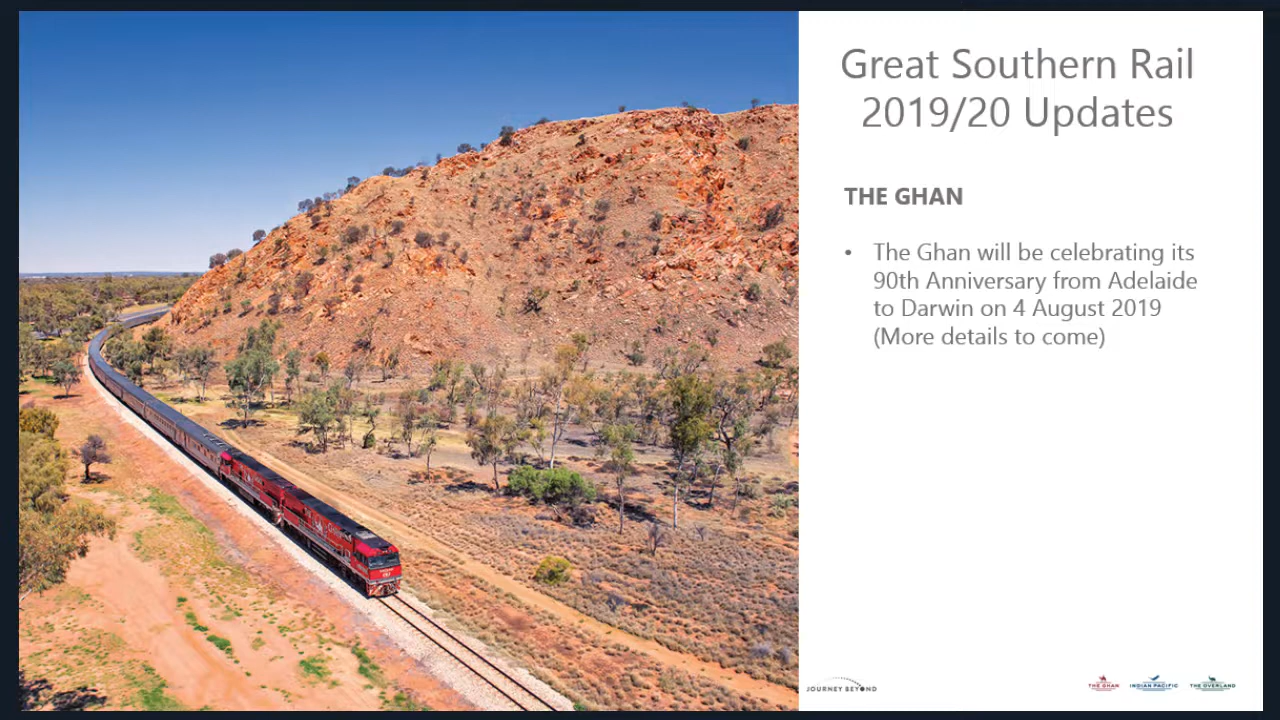 Great Southern Rail
2019/20 Updates
THE GHAN
• The Ghan will be celebrating its
90th Anniversary from Adelaide
to Darwin on 4 August 2019
(More details to come)
JOURNEY BEYOND
THE GHAN
INDIAN PACIFIC
THE OVERLAND